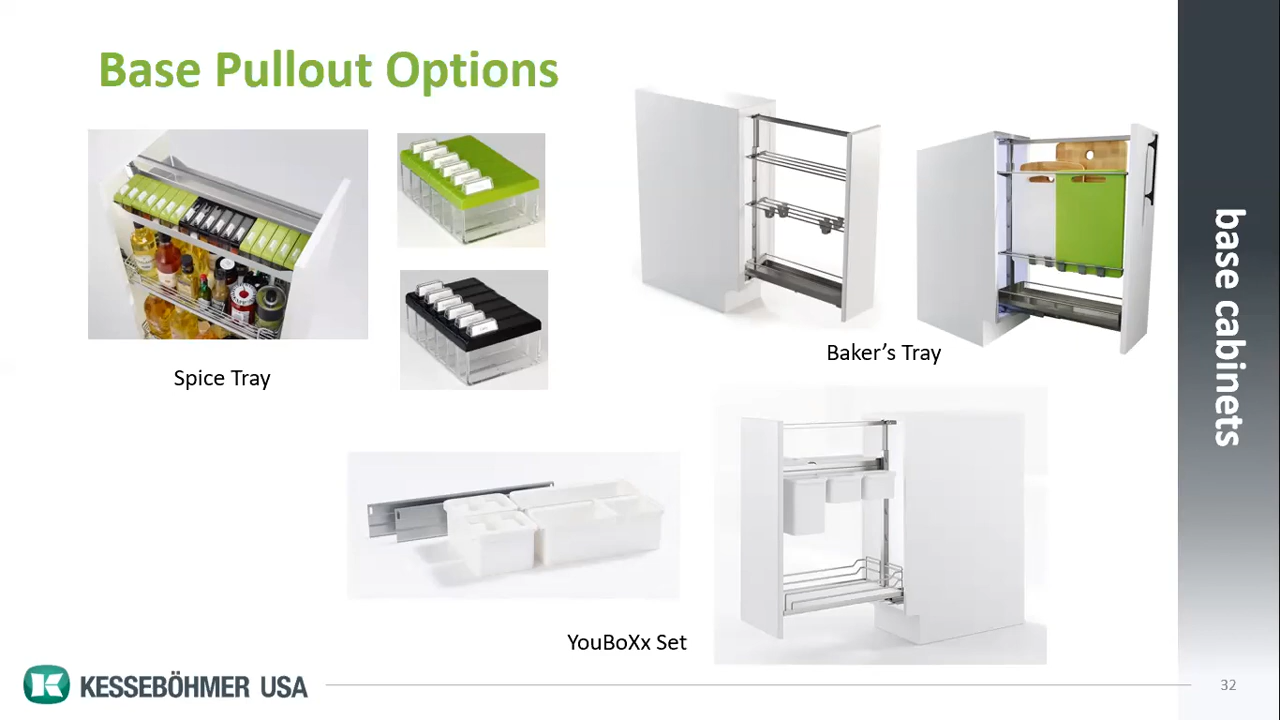 Base Pullout Options
Spice Tray
Baker's Tray
YouBoXx Set
base cabinets
KESSEBÖHMER USA
32